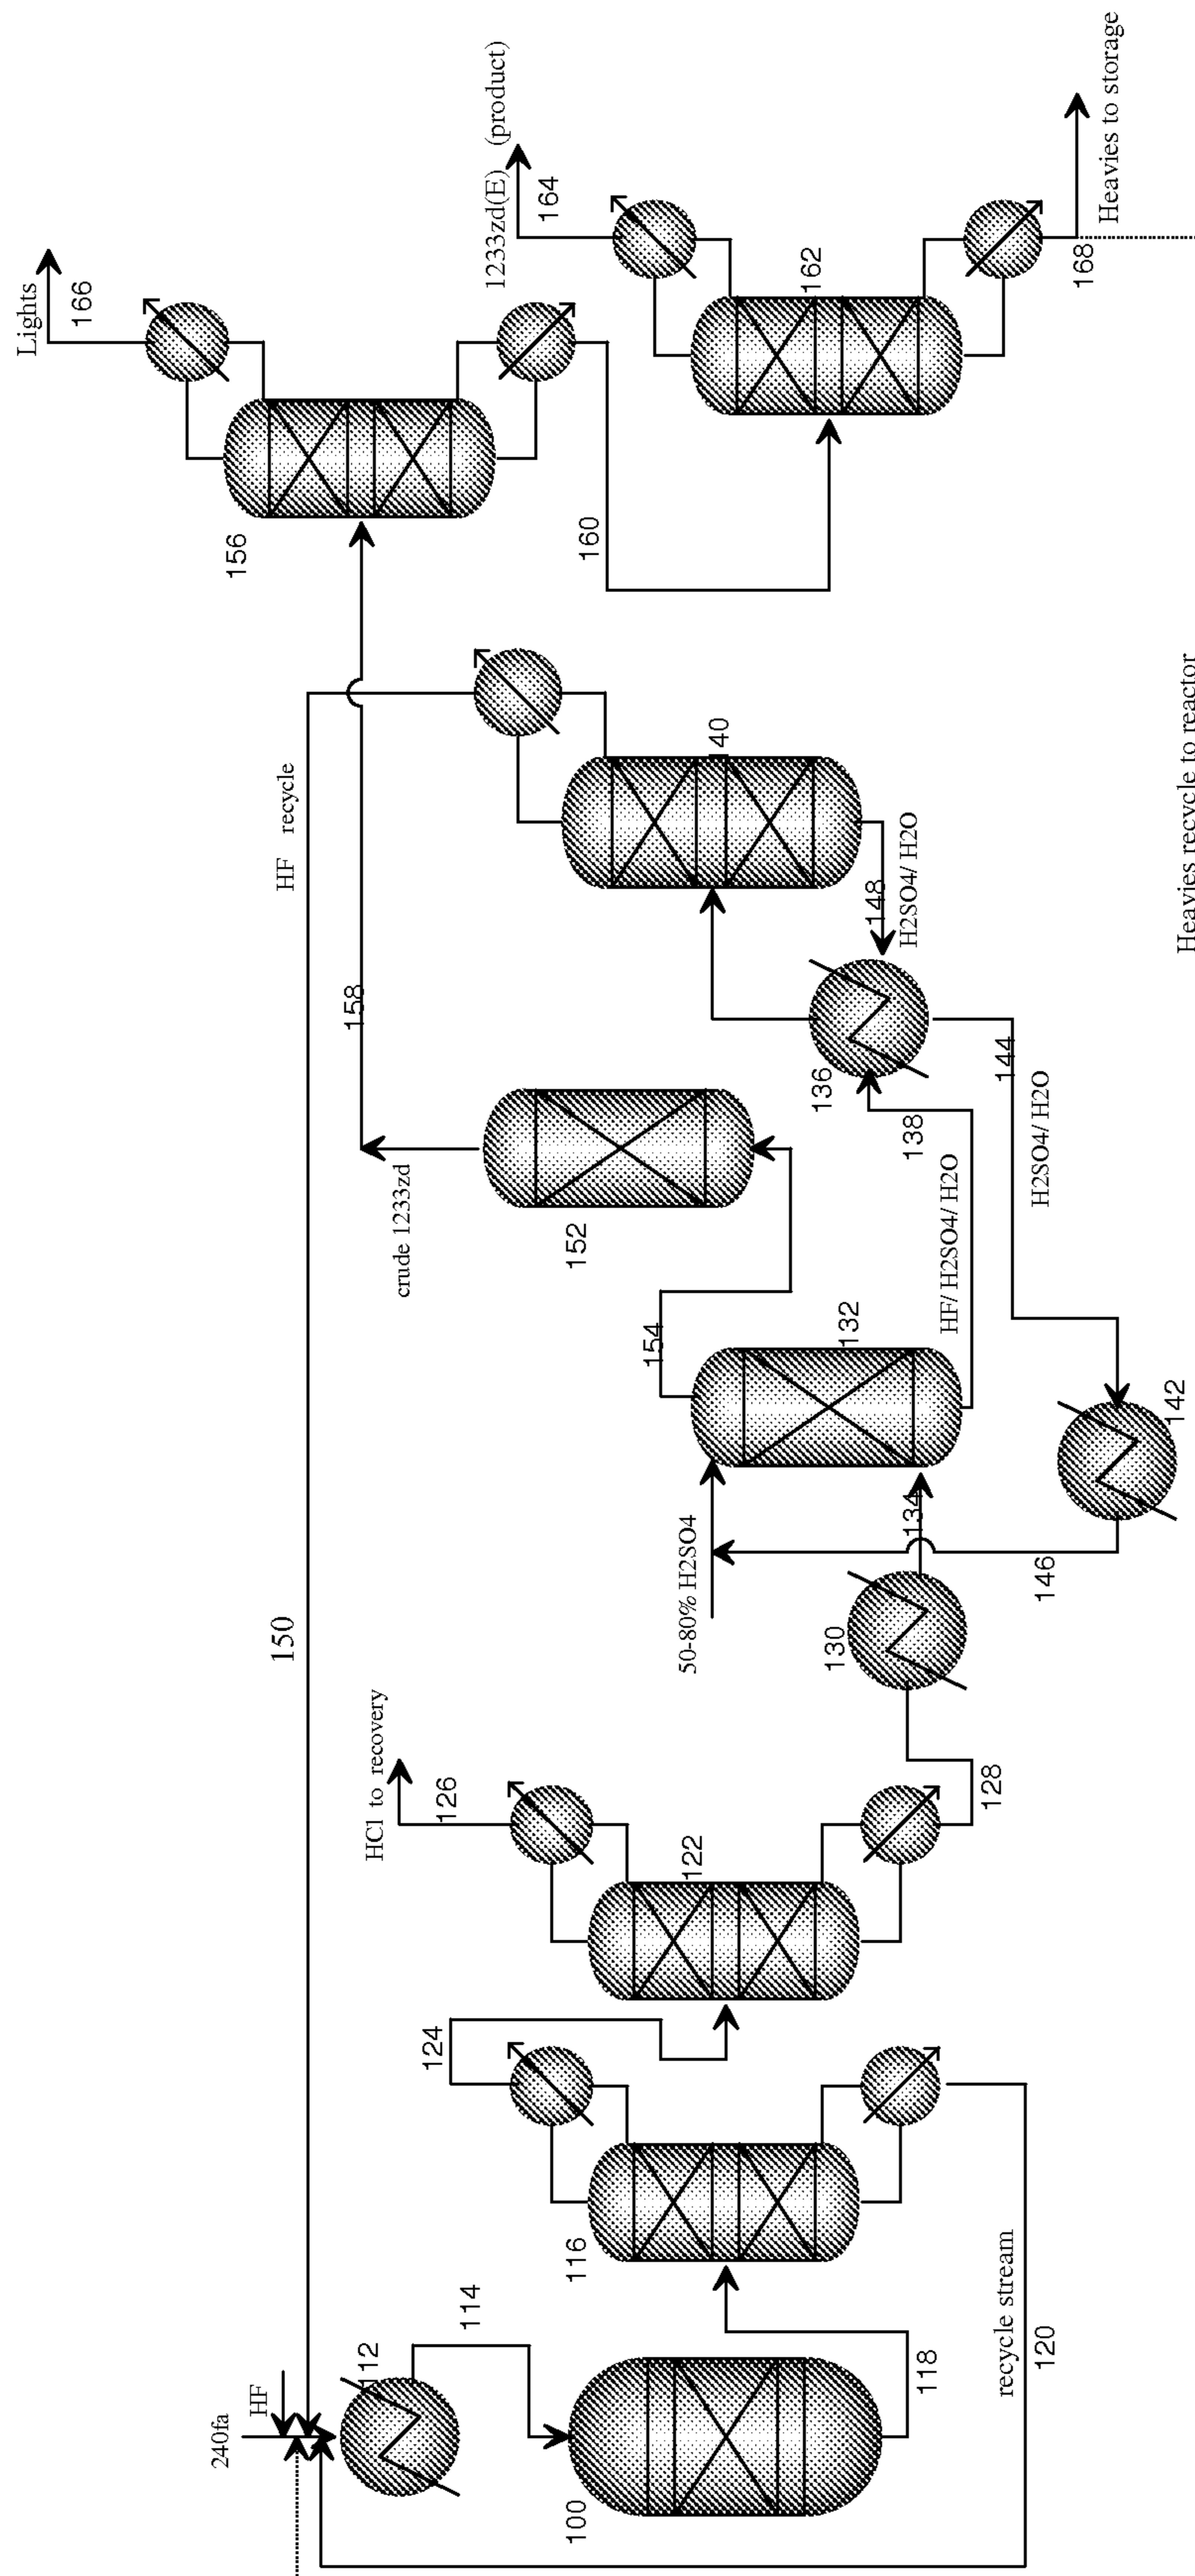 Lights
166
1233zd(E) (product)
164
162
Heavies to storage
168
156
160
HF recycle
140
148
H2SO4/ H2O
Heavies recycle to reactor
158
136
138
144
H2SO4/ H2O
crude 1233zd
152
154
132
HF/ H2SO4/ H2O
142
50-80% H2SO4
134
146
150
130
HCl to recovery
126
122
128
124
116
114
recycle stream
120
118
112
HF
240fa
100